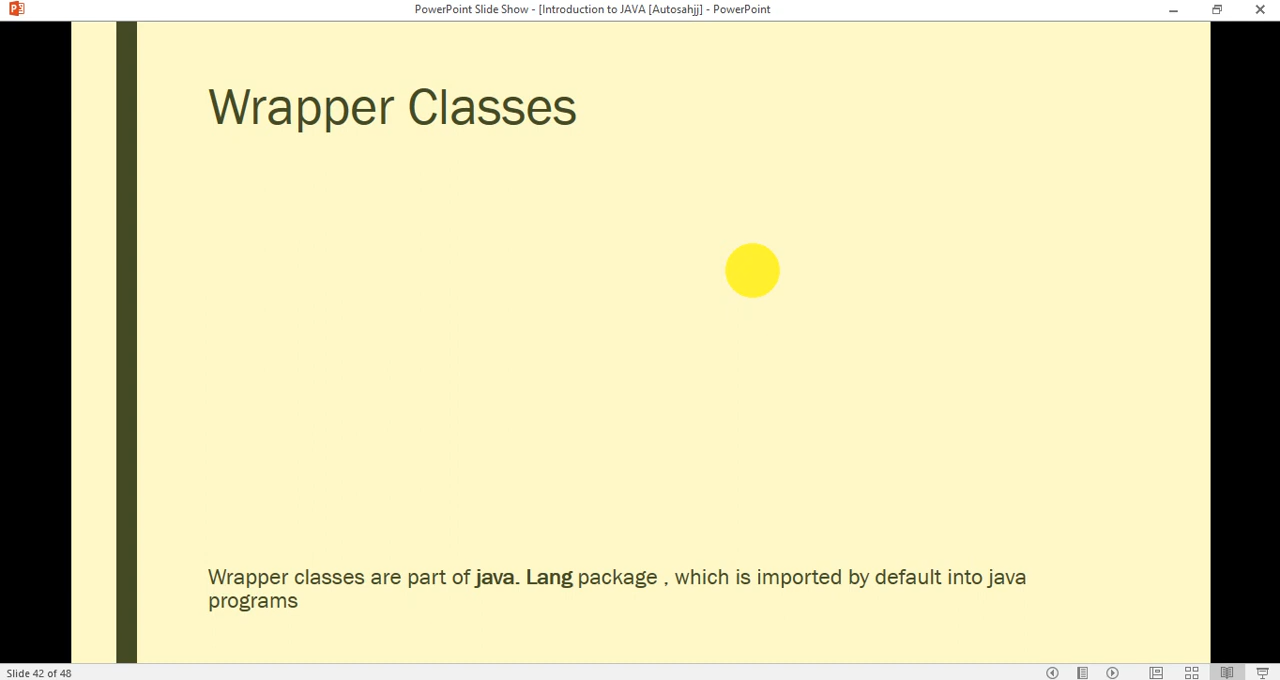 PowerPoint Slide Show - [Introduction to JAVA [Autosahjj] - PowerPoint
Wrapper Classes
Wrapper classes are part of java. Lang package , which is imported by default into java
programs
Slide 42 of 48